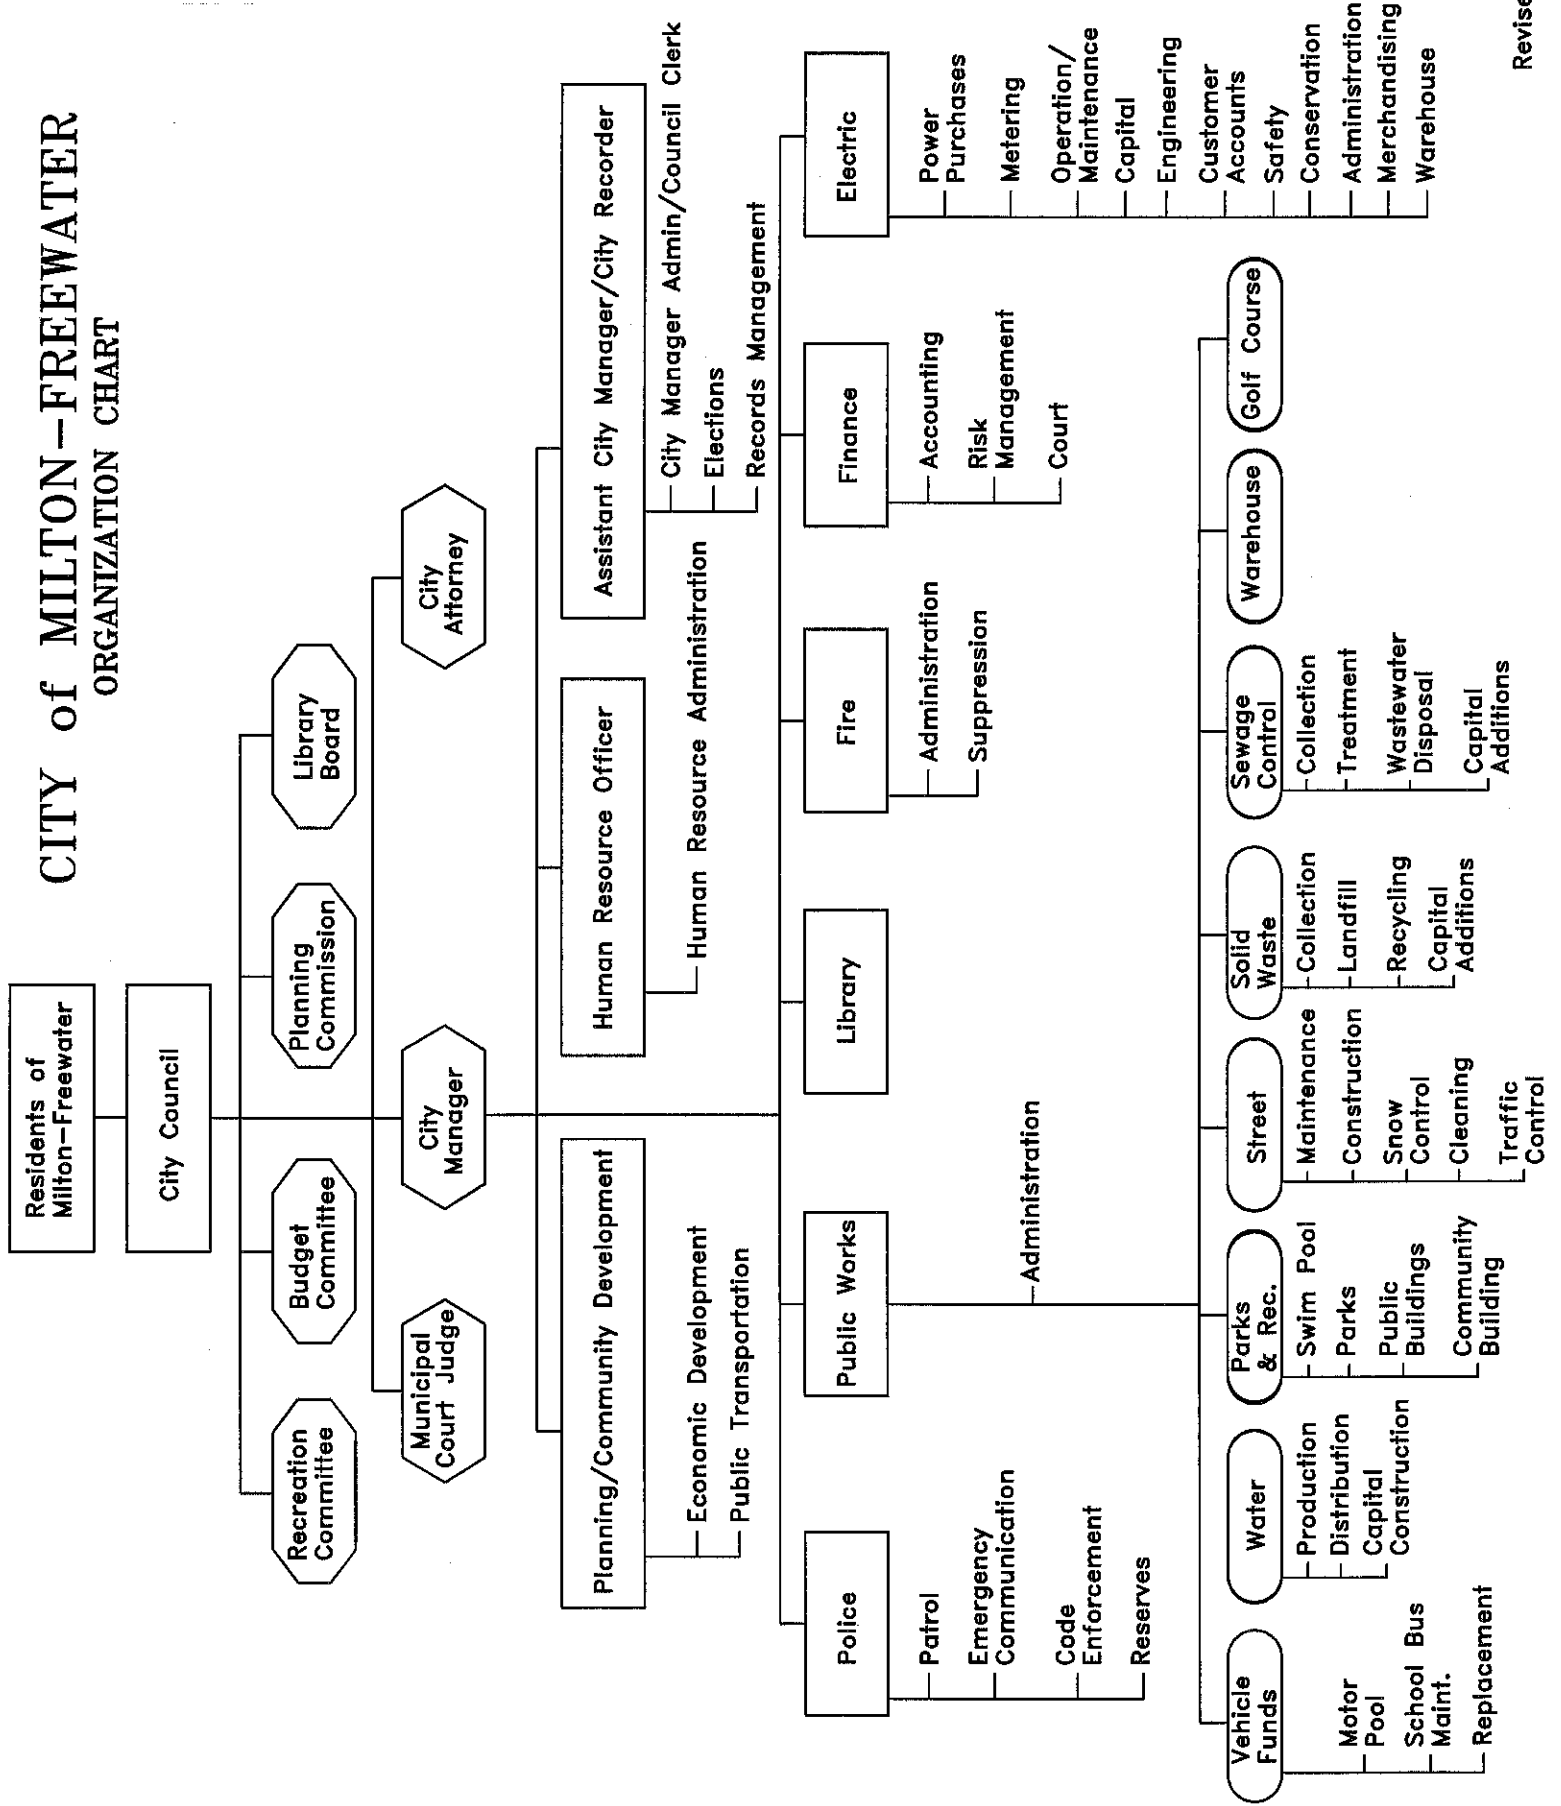 CITY of MILTON-FREEWATER
ORGANIZATION CHART
Residents of
Milton-Freewater
City Council
Recreation
Committee
Budget
Committee
Planning
Commission
Library
Board
Municipal
Court Judge
City
Manager
City
Attorney
Planning/Community Development
Economic Development
Public Transportation
Human Resource Officer
Human Resource Administration
Assistant City Manager/City Recorder
City Manager Admin/Council Clerk
Elections
Records Management
Police
Patrol
Emergency
Communication
Code
Enforcement
Reserves
Public Works
Administration
Library
Fire
Administration
Suppression
Finance
Accounting
Risk
Management
Court
Electric
Power
Purchases
Metering
Operation/
Maintenance
Capital
Engineering
Customer
Accounts
Safety
Conservation
Administration
Merchandising
Warehouse
Vehicle
Funds
Motor
Pool
School Bus
Maint.
Replacement
Water
Production
Distribution
Capital
Construction
Parks
& Rec.
Swim Pool
Parks
Public
Buildings
Community
Building
Street
Maintenance
Construction
Snow
Control
Cleaning
Traffic
Control
Solid
Waste
Collection
Landfill
Recycling
Capital
Additions
Sewage
Control
Collection
Treatment
Wastewater
Disposal
Capital
Additions
Warehouse
Golf Course